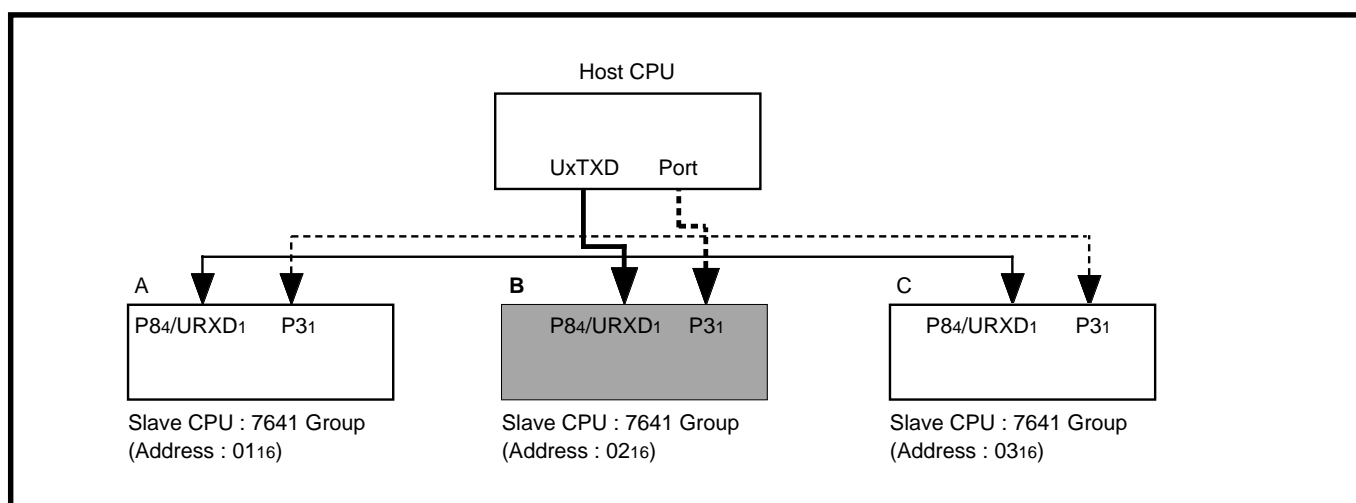 Host CPU
UxTXD Port
A
B
C
P84/URXD1 P31
P84/URXD1 P31
P84/URXD1 P31
Slave CPU : 7641 Group
(Address : 0116)
Slave CPU : 7641 Group
(Address : 0216)
Slave CPU : 7641 Group
(Address : 0316)